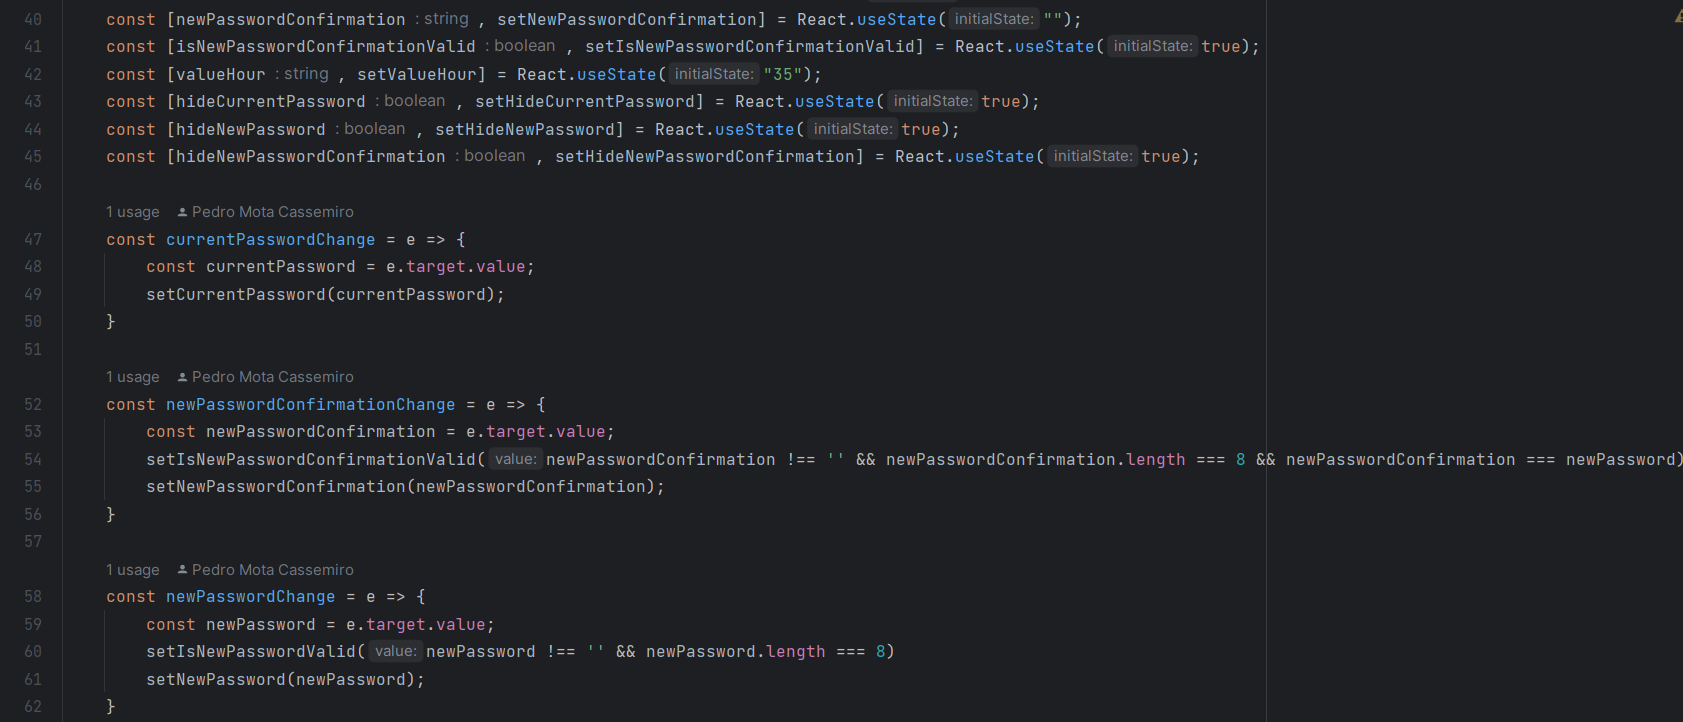 40 const [newPasswordConfirmation : string , setNewPasswordConfirmation] = React.useState( initialState: "");
41 const [isNewPasswordConfirmationValid : boolean , setIsNewPasswordConfirmationValid] = React.useState( initialState: true);
42 const [valueHour : string , setValueHour] = React.useState( initialState: "35");
43 const [hideCurrentPassword : boolean , setHideCurrentPassword] = React.useState( initialState: true);
44 const [hideNewPassword : boolean , setHideNewPassword] = React.useState( initialState: true);
45 const [hideNewPasswordConfirmation : boolean , setHideNewPasswordConfirmation] = React.useState( initialState: true);
46
1 usage Pedro Mota Cassemiro
47 const currentPasswordChange = e => {
48 const currentPassword = e.target.value;
49 setCurrentPassword(currentPassword);
50 }
51
1 usage Pedro Mota Cassemiro
52 const newPasswordConfirmationChange = e => {
53 const newPasswordConfirmation = e.target.value;
54 setIsNewPasswordConfirmationValid( value: newPasswordConfirmation !== '' && newPasswordConfirmation.length === 8 && newPasswordConfirmation === newPassword)
55 setNewPasswordConfirmation(newPasswordConfirmation);
56 }
57
1 usage Pedro Mota Cassemiro
58 const newPasswordChange = e => {
59 const newPassword = e.target.value;
60 setIsNewPasswordValid( value: newPassword !== '' && newPassword.length === 8)
61 setNewPassword(newPassword);
62 }